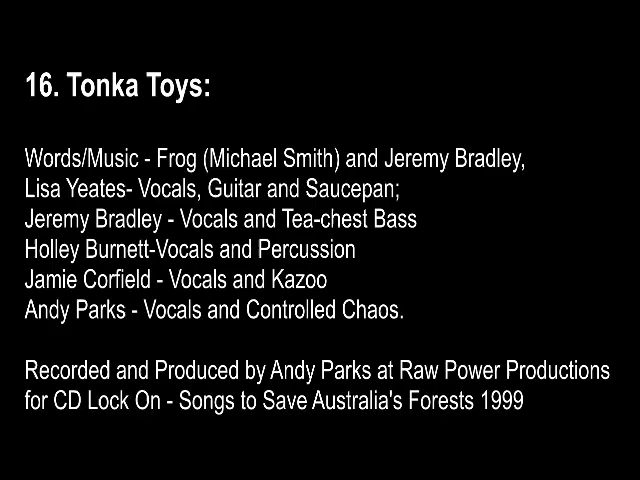 16. Tonka Toys:
Words/Music - Frog (Michael Smith) and Jeremy Bradley,
Lisa Yeates- Vocals, Guitar and Saucepan;
Jeremy Bradley - Vocals and Tea-chest Bass
Holley Burnett-Vocals and Percussion
Jamie Corfield - Vocals and Kazoo
Andy Parks - Vocals and Controlled Chaos.
Recorded and Produced by Andy Parks at Raw Power Productions
for CD Lock On - Songs to Save Australia's Forests 1999